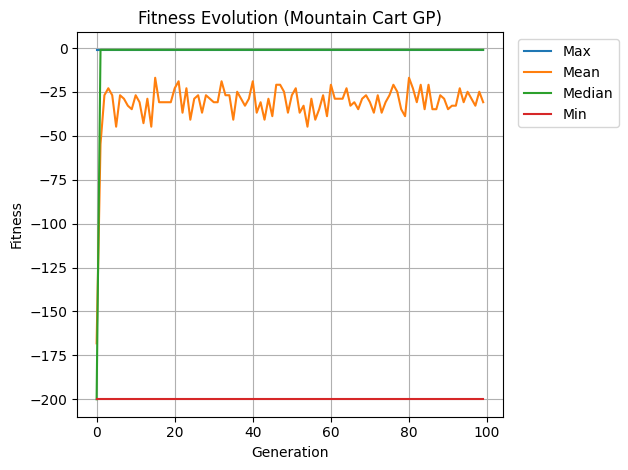 Fitness Evolution (Mountain Cart GP)
Max
Mean
Median
Min
Fitness
0
−25
−50
−75
−100
−125
−150
−175
−200
0 20 40 60 80 100
Generation